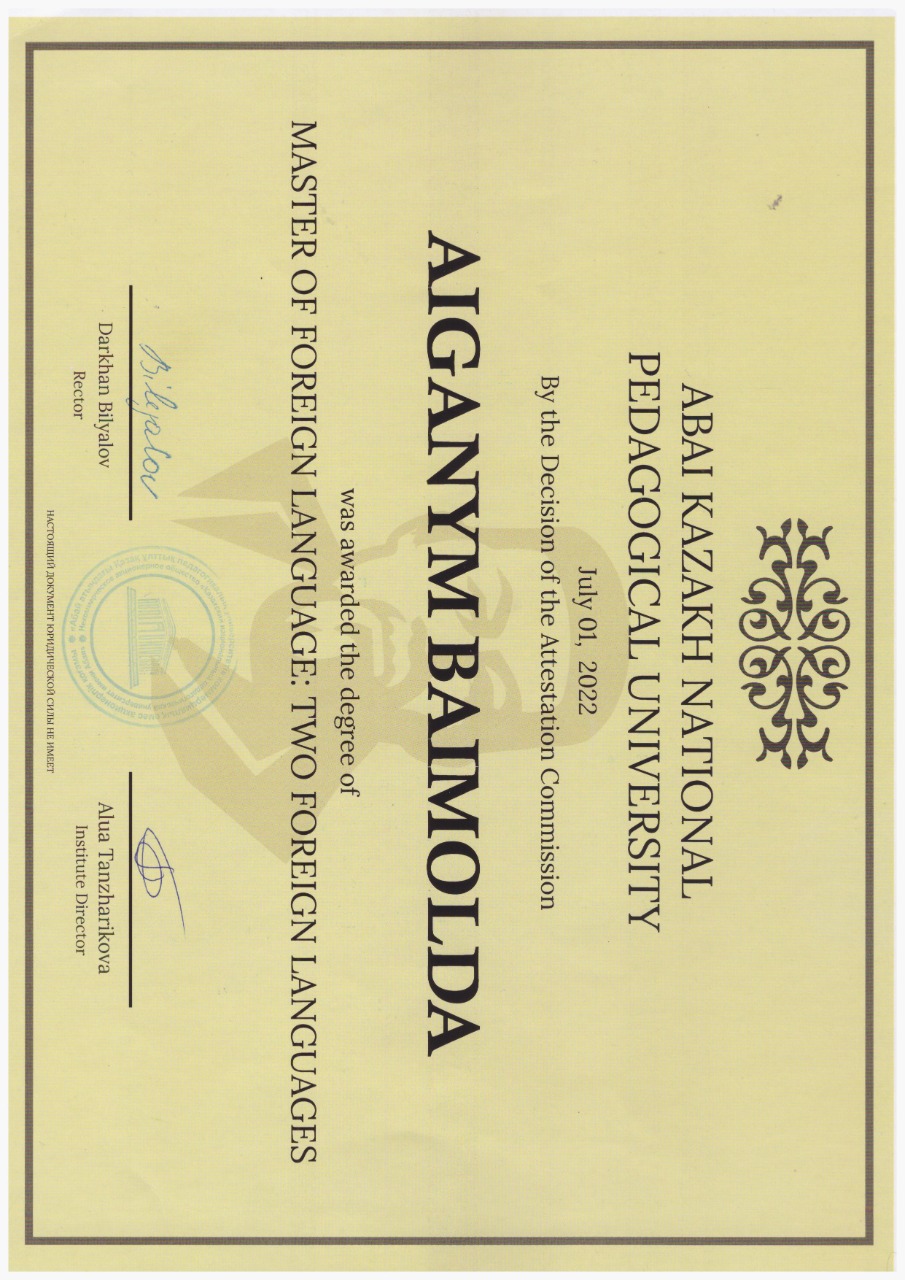 ABAI KAZAKH NATIONAL
PEDAGOGICAL UNIVERSITY
July 01, 2022
By the Decision of the Attestation Commission
AIGANYM BAIMOLDA
was awarded the degree of
MASTER OF FOREIGN LANGUAGE: TWO FOREIGN LANGUAGES
Bilyalov
Darkhan Bilyalov
Rector
Alua Tanzharikova
Institute Director
НАСТОЯЩИЙ ДОКУМЕНТ ЮРИДИЧЕСКОЙ СИЛЫ НЕ ИМЕЕТ